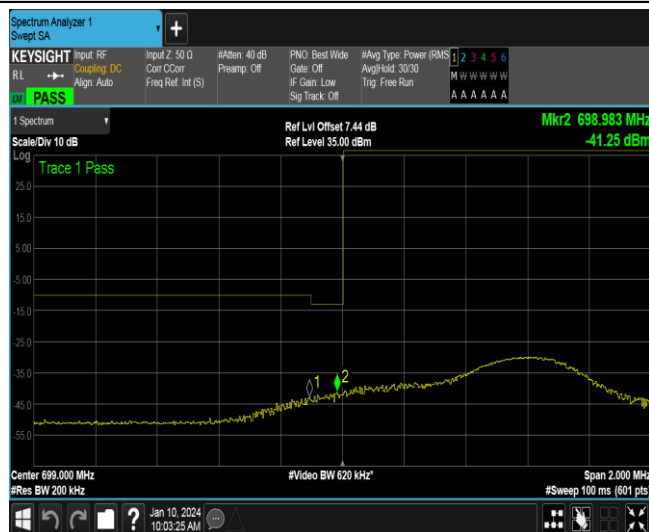 Spectrum Analyzer 1
Swept SA
+
KEYSIGHT
RL
LXI PASS
Input: RF
Coupling: DC
Align: Auto
Input Z: 50 Ω
Corr CCorr
Freq Ref: Int (S)
#Atten: 40 dB
Preamp: Off
PNO: Best Wide
Gate: Off
IF Gain: Low
Sig Track: Off
#Avg Type: Power (RMS
Avg|Hold: 30/30
Trig: Free Run
1 2 3 4 5 6
M W W W W W
A A A A A A
1 Spectrum
Scale/Div 10 dB
Log
Ref Lvl Offset 7.44 dB
Ref Level 35.00 dBm
Mkr2 698.983 MHz
-41.25 dBm
Trace 1 Pass
25.0
15.0
5.00
-5.00
-15.0
-25.0
-35.0
-45.0
-55.0
1
2
Center 699.000 MHz
#Res BW 200 kHz
#Video BW 620 kHz*
Span 2.000 MHz
#Sweep 100 ms (601 pts)
?
Jan 10, 2024
10:03:25 AM